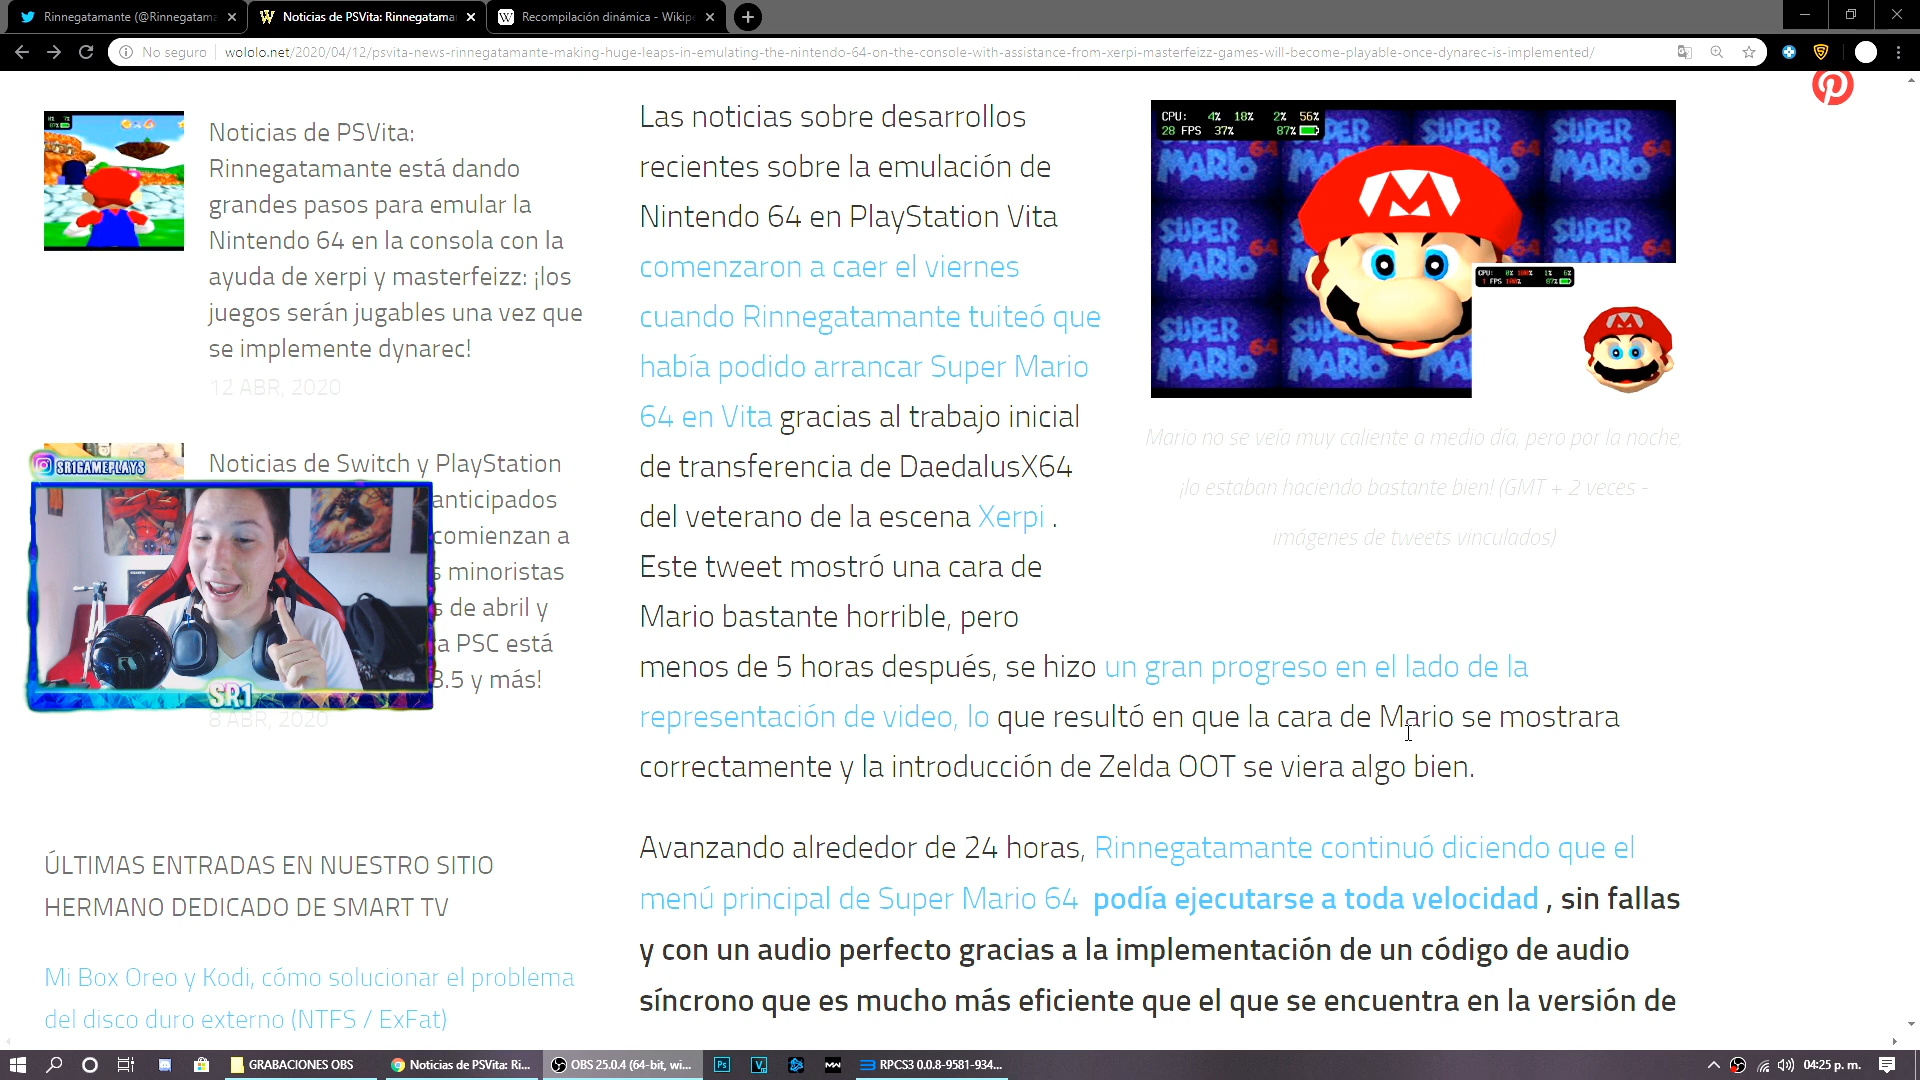 Rinnegatamante (@Rinnegatama
Noticias de PSVita: Rinnegatamar
Recompilación dinámica - Wikipe
No seguro
wololo.net/2020/04/12/psvita-news-rinnegatamante-making-huge-leaps-in-emulating-the-nintendo-64-on-the-console-with-assistance-from-xerpi-masterfeizz-games-will-become-playable-once-dynarec-is-implemented/
Noticias de PSVita:
Rinnegatamante está dando
grandes pasos para emular la
Nintendo 64 en la consola con la
ayuda de xerpi y masterfeizz: ¡los
juegos serán jugables una vez que
se implemente dynarec!
12 ABR, 2020
Noticias de Switch y PlayStation
anticipados
comienzan a
s minoristas
s de abril y
a PSC está
3.5 y más!
8 ABR, 2020
SR1GAMEPLAYS
SR1
ÚLTIMAS ENTRADAS EN NUESTRO SITIO
HERMANO DEDICADO DE SMART TV
Mi Box Oreo y Kodi, cómo solucionar el problema
del disco duro externo (NTFS / ExFat)
Las noticias sobre desarrollos
recientes sobre la emulación de
Nintendo 64 en PlayStation Vita
comenzaron a caer el viernes
cuando Rinnegatamante tuiteó que
había podido arrancar Super Mario
64 en Vita gracias al trabajo inicial
de transferencia de DaedalusX64
del veterano de la escena Xerpi .
Este tweet mostró una cara de
Mario bastante horrible, pero
menos de 5 horas después, se hizo un gran progreso en el lado de la
representación de video, lo que resultó en que la cara de Mario se mostrara
correctamente y la introducción de Zelda OOT se viera algo bien.
Avanzando alrededor de 24 horas, Rinnegatamante continuó diciendo que el
menú principal de Super Mario 64 podía ejecutarse a toda velocidad , sin fallas
y con un audio perfecto gracias a la implementación de un código de audio
síncrono que es mucho más eficiente que el que se encuentra en la versión de
CPU: 4% 18% 2% 56%
28 FPS 37% 87%
SUPER MARIO 64
Mario no se veía muy caliente a medio día, pero por la noche,
¡lo estaban haciendo bastante bien! (GMT + 2 veces -
imágenes de tweets vinculados)
GRABACIONES OBS
Noticias de PSVita: Ri...
OBS 25.0.4 (64-bit, wi...
RPCS3 0.0.8-9581-934...
04:25 p. m.